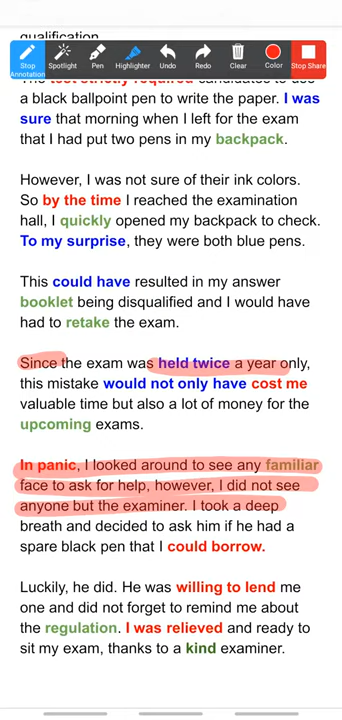 qualification
Stop Annotation
Spotlight
Pen
Highlighter
Undo
Redo
Clear
Color
Stop Share
The test strictly required candidates to use
a black ballpoint pen to write the paper. I was
sure that morning when I left for the exam
that I had put two pens in my backpack.
However, I was not sure of their ink colors.
So by the time I reached the examination
hall, I quickly opened my backpack to check.
To my surprise, they were both blue pens.
This could have resulted in my answer
booklet being disqualified and I would have
had to retake the exam.
Since the exam was held twice a year only,
this mistake would not only have cost me
valuable time but also a lot of money for the
upcoming exams.
In panic, I looked around to see any familiar
face to ask for help, however, I did not see
anyone but the examiner. I took a deep
breath and decided to ask him if he had a
spare black pen that I could borrow.
Luckily, he did. He was willing to lend me
one and did not forget to remind me about
the regulation. I was relieved and ready to
sit my exam, thanks to a kind examiner.